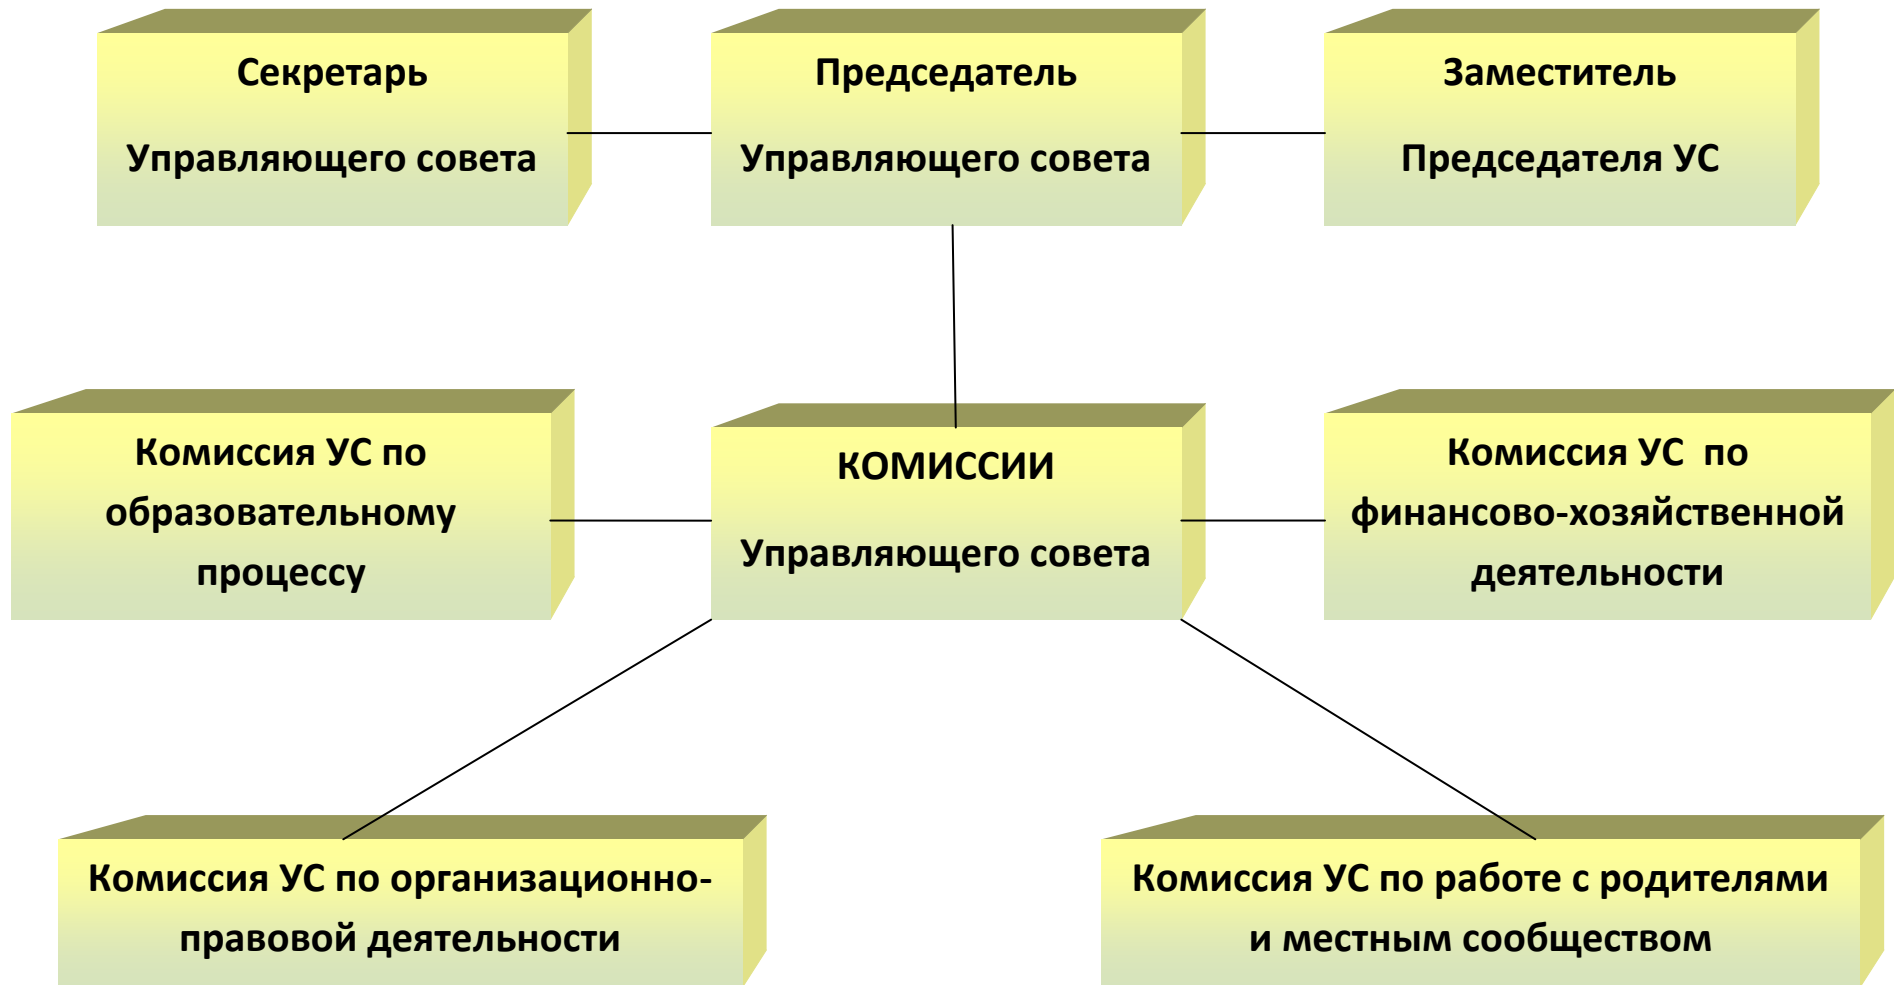 Секретарь
Управляющего совета
Председатель
Управляющего совета
Заместитель
Председателя УС
Комиссия УС по
образовательному
процессу
КОМИССИИ
Управляющего совета
Комиссия УС по
финансово-хозяйственной
деятельности
Комиссия УС по организационно-
правовой деятельности
Комиссия УС по работе с родителями
и местным сообществом